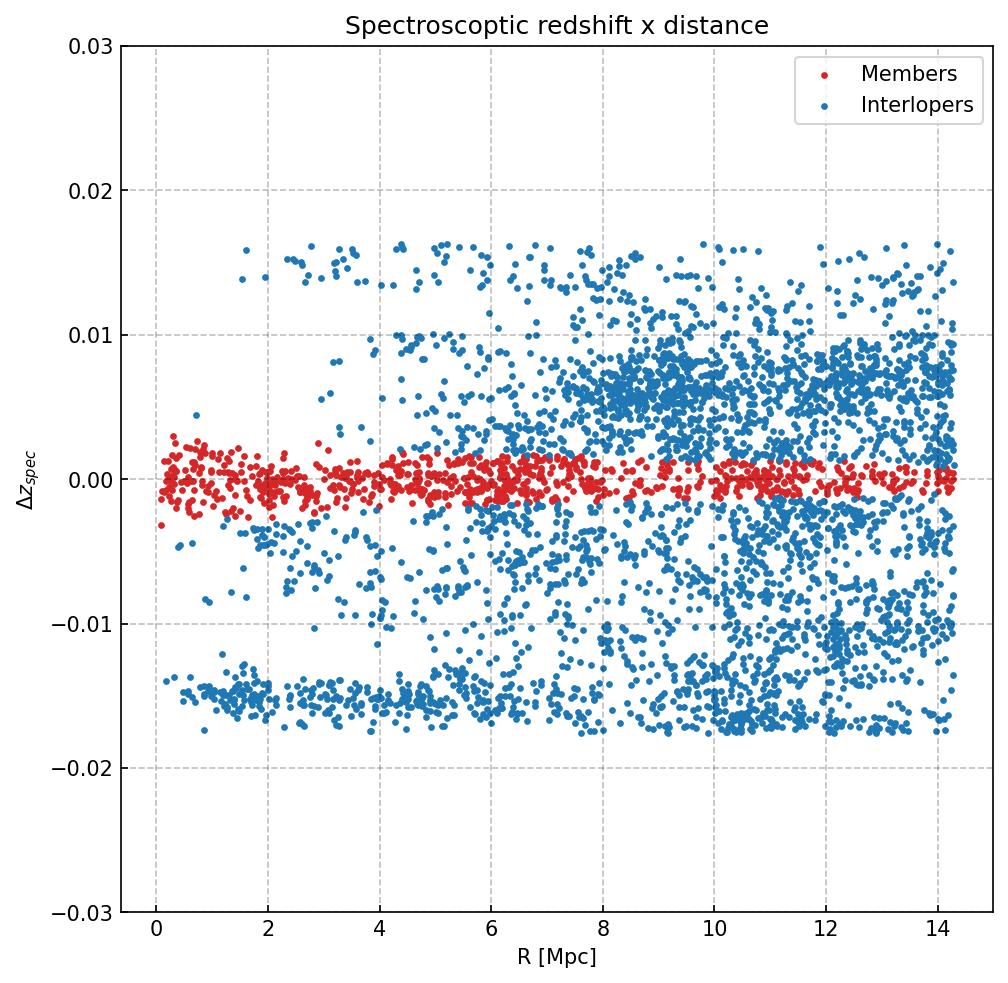 Spectroscoptic redshift x distance
Members
Interlopers
0.03
0.02
0.01
0.00
−0.01
−0.02
−0.03
Δz_spec
0 2 4 6 8 10 12 14
R [Mpc]